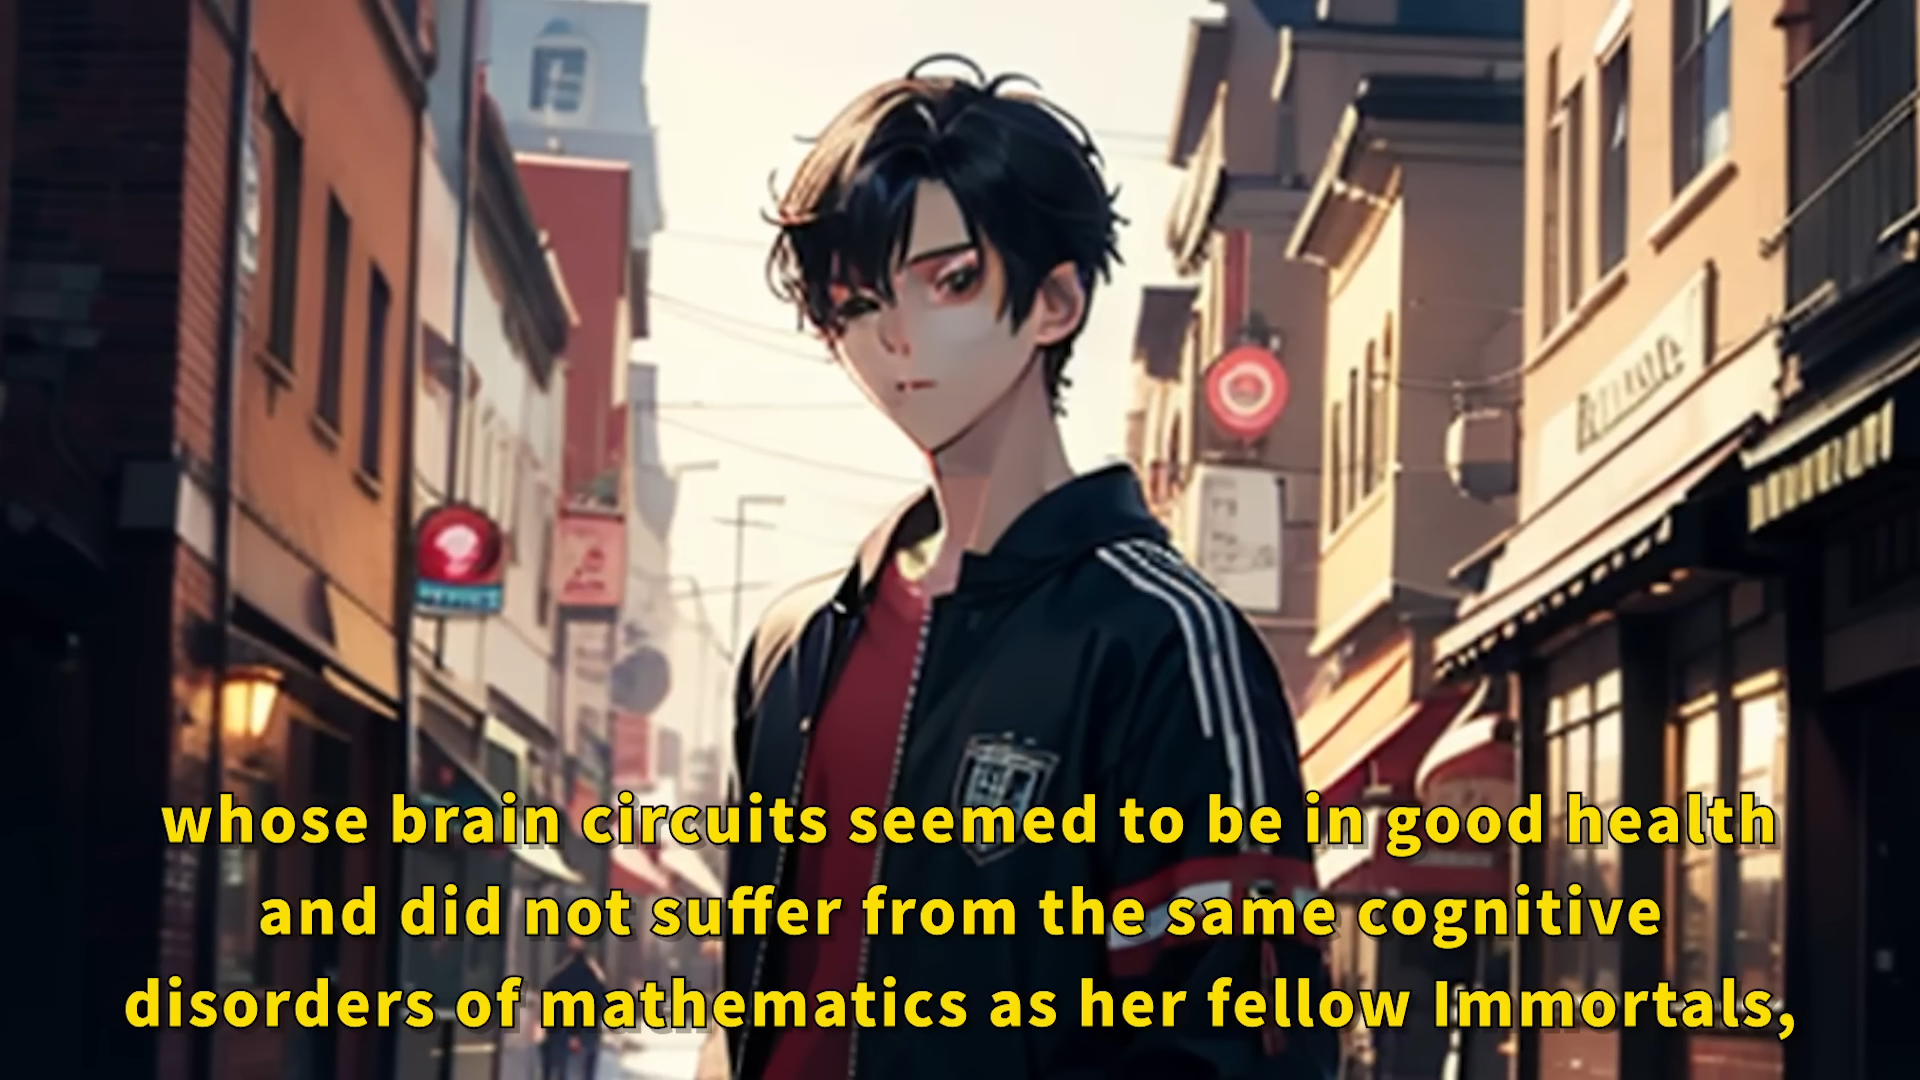 whose brain circuits seemed to be in good health
and did not suffer from the same cognitive
disorders of mathematics as her fellow Immortals,